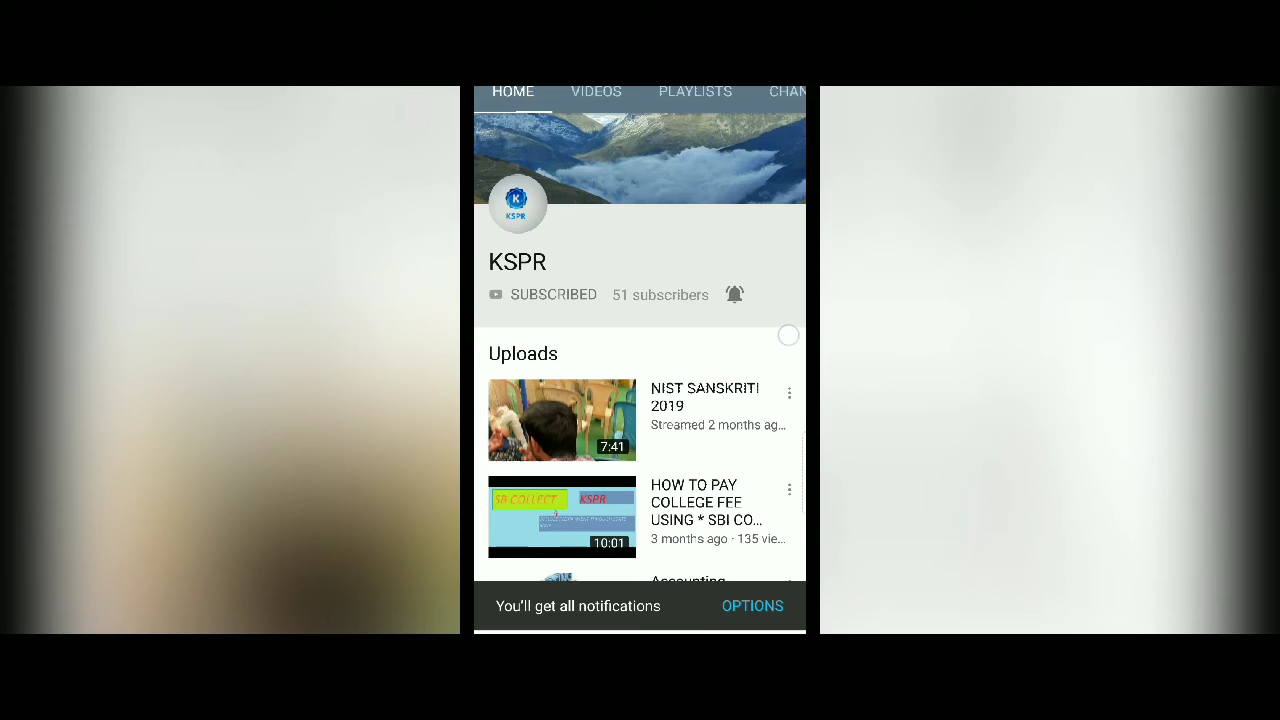 HOME VIDEOS PLAYLISTS CHAN
K
KSPR
KSPR
SUBSCRIBED 51 subscribers
Uploads
7:41
NIST SANSKRITI
2019
Streamed 2 months ag...
SB COLLECT KSPR
10:01
HOW TO PAY
COLLEGE FEE
USING * SBI CO...
3 months ago · 135 vie...
Accounting
You'll get all notifications OPTIONS